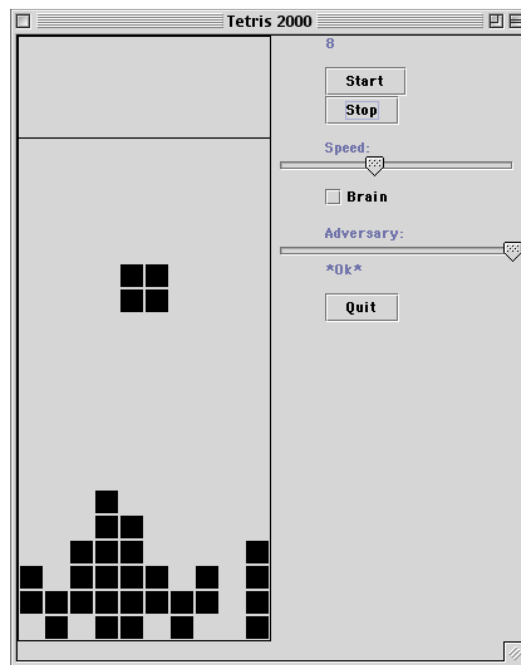 Tetris 2000
8
Start
Stop
Speed:
Brain
Adversary:
*Ok*
Quit